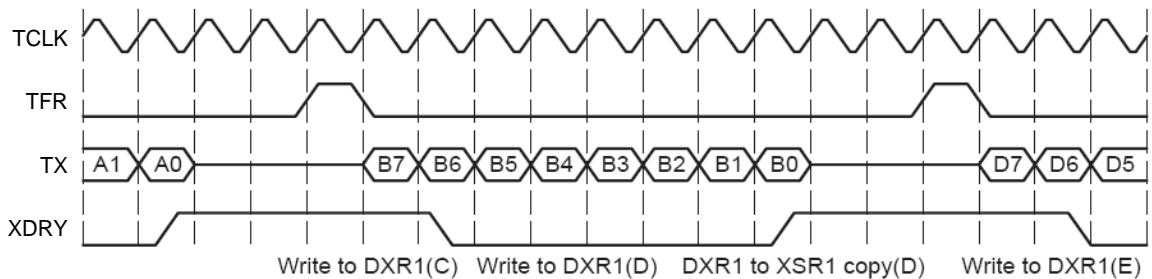 TCLK
TFR
TX A1 A0 B7 B6 B5 B4 B3 B2 B1 B0 D7 D6 D5
XDRY
Write to DXR1(C) Write to DXR1(D) DXR1 to XSR1 copy(D) Write to DXR1(E)